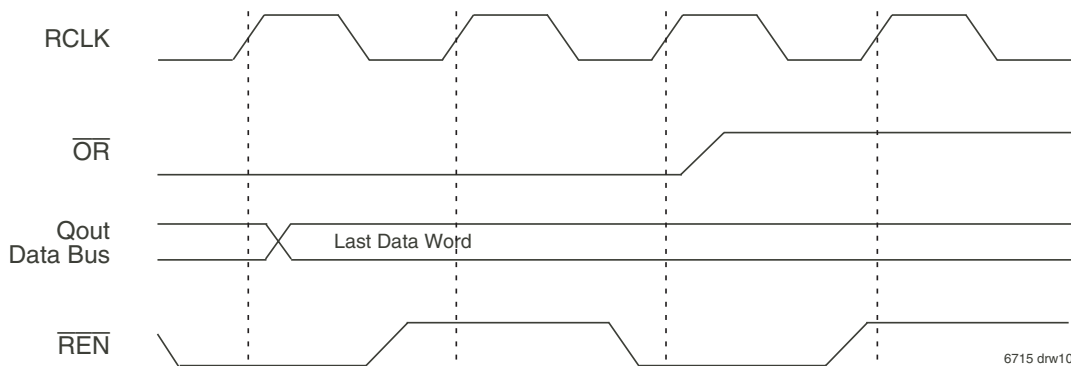 RCLK
OR
Qout
Data Bus
Last Data Word
REN
6715 drw10